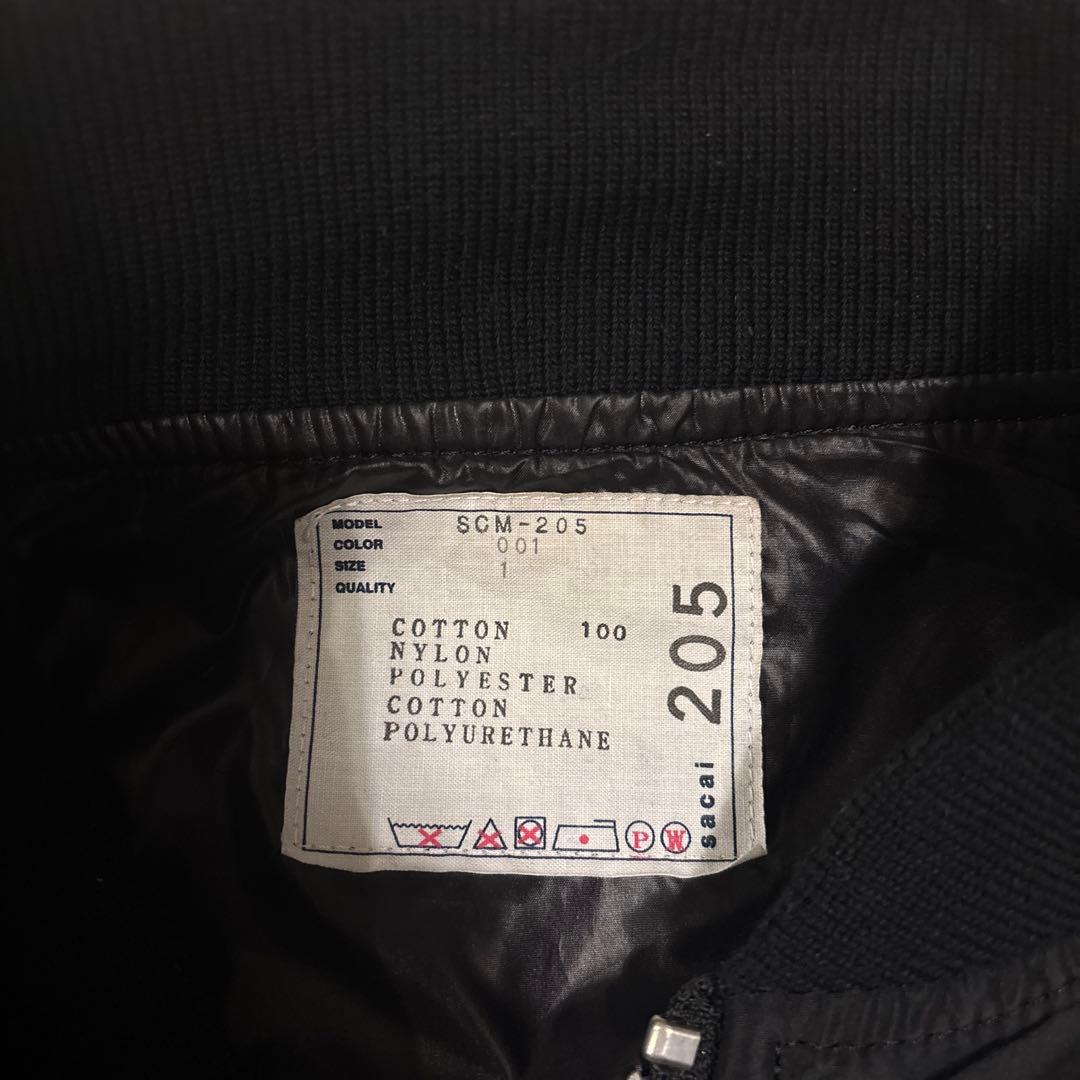 MODEL SCM-205
COLOR 001
SIZE 1
QUALITY
COTTON 100
NYLON
POLYESTER
COTTON
POLYURETHANE
sacai 205
P W